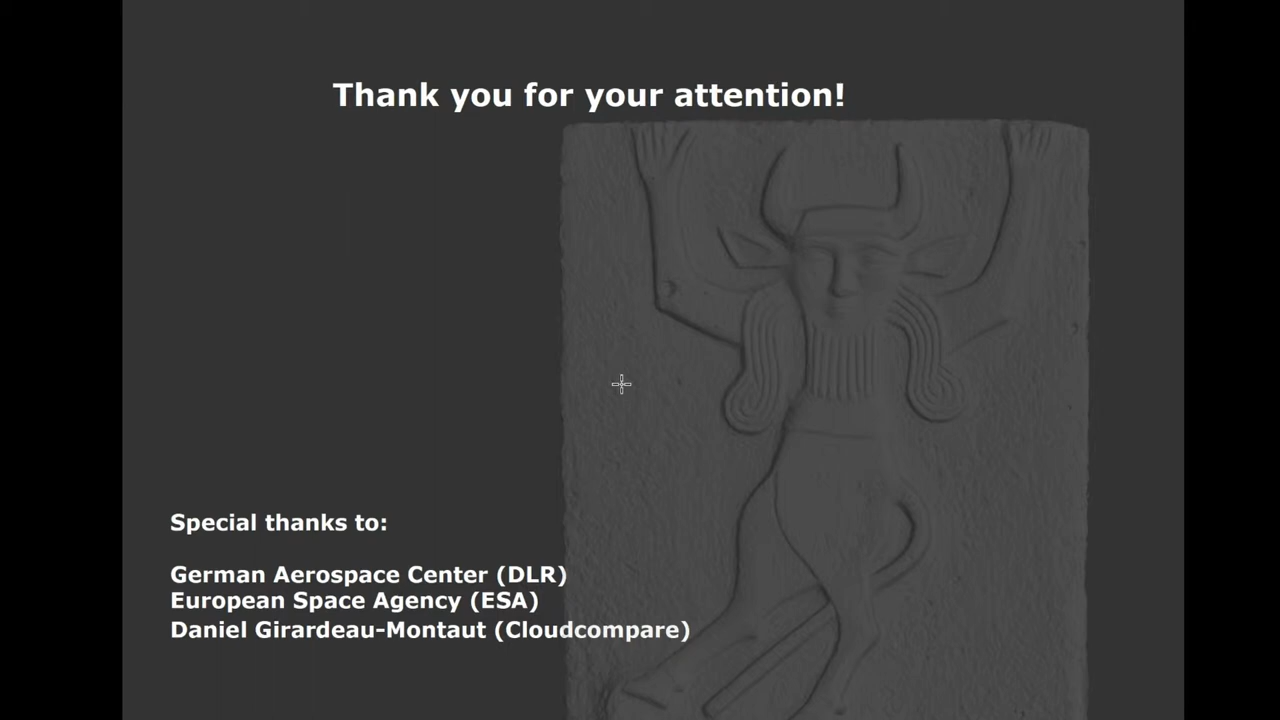 Thank you for your attention!
Special thanks to:
German Aerospace Center (DLR)
European Space Agency (ESA)
Daniel Girardeau-Montaut (Cloudcompare)